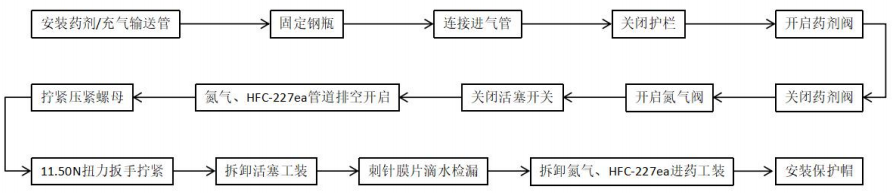 安装药剂/充气输送管
固定钢瓶
连接进气管
关闭护栏
开启药剂阀
关闭药剂阀
开启氮气阀
关闭活塞开关
氮气、HFC-227ea管道排空开启
拧紧压紧螺母
11.50N扭力扳手拧紧
拆卸活塞工装
刺针膜片滴水检漏
拆卸氮气、HFC-227ea进药工装
安装保护帽